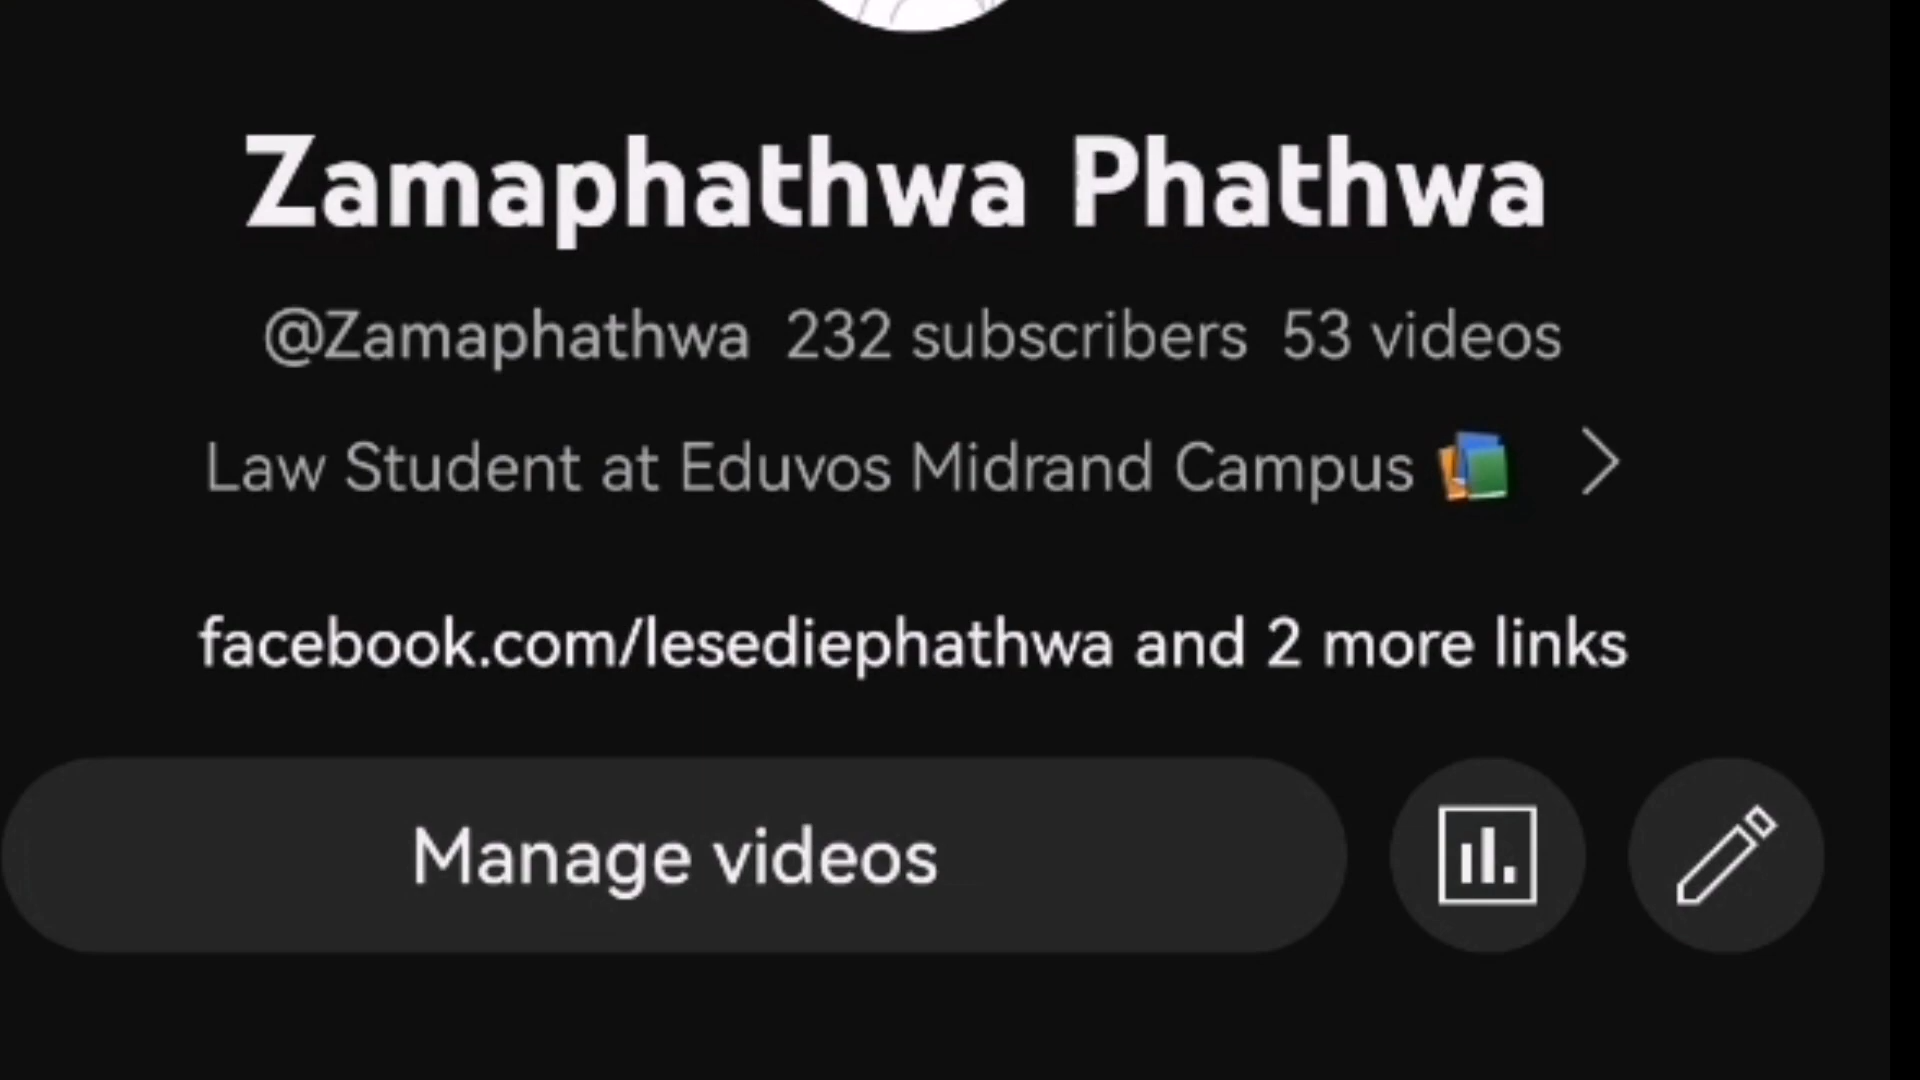 Zamaphathwa Phathwa
@Zamaphathwa 232 subscribers 53 videos
Law Student at Eduvos Midrand Campus 📚
facebook.com/lesediephathwa and 2 more links
Manage videos